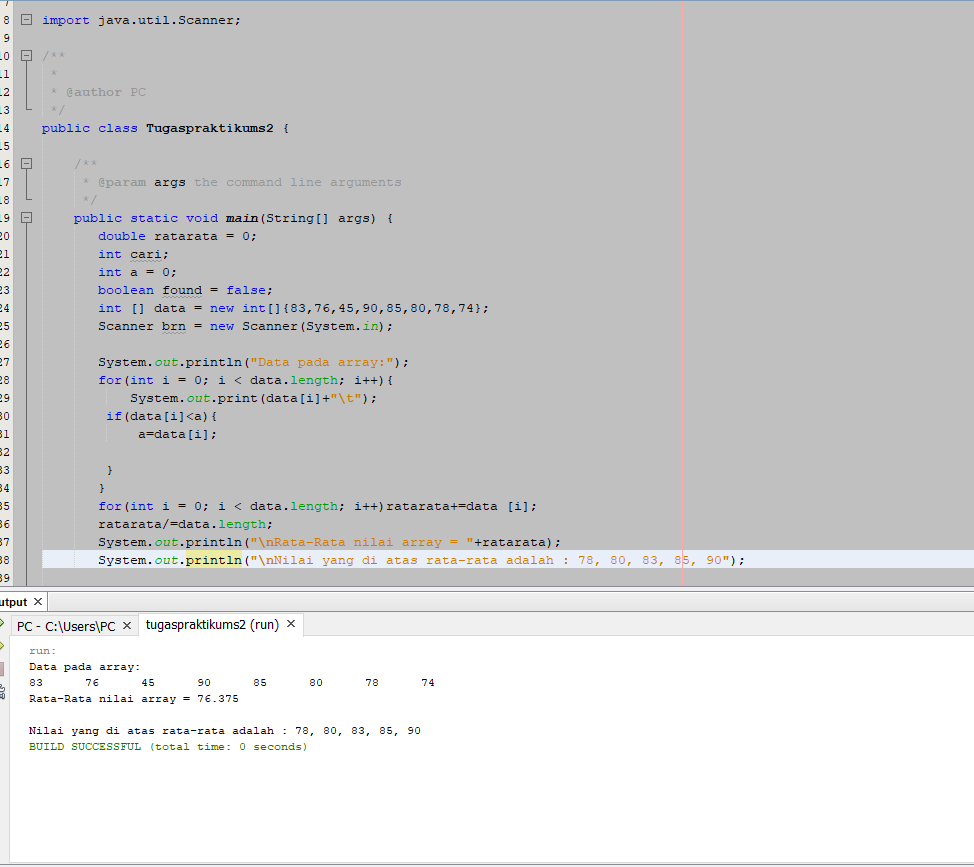 7
8 import java.util.Scanner;
9
10 /**
11 *
12 * @author PC
13 */
14 public class Tugaspraktikums2 {
15
16 /**
17 * @param args the command line arguments
18 */
19 public static void main(String[] args) {
20 double ratarata = 0;
21 int cari;
22 int a = 0;
23 boolean found = false;
24 int [] data = new int[]{83,76,45,90,85,80,78,74};
25 Scanner brn = new Scanner(System.in);
26
27 System.out.println("Data pada array:");
28 for(int i = 0; i < data.length; i++){
29 System.out.print(data[i]+"\t");
30 if(data[i]<a){
31 a=data[i];
32
33 }
34 }
35 for(int i = 0; i < data.length; i++)ratarata+=data [i];
36 ratarata/=data.length;
37 System.out.println("\nRata-Rata nilai array = "+ratarata);
38 System.out.println("\nNilai yang di atas rata-rata adalah : 78, 80, 83, 85, 90");
39
utput ×
PC - C:\Users\PC × tugaspraktikums2 (run) ×
run:
Data pada array:
83 76 45 90 85 80 78 74
Rata-Rata nilai array = 76.375
Nilai yang di atas rata-rata adalah : 78, 80, 83, 85, 90
BUILD SUCCESSFUL (total time: 0 seconds)